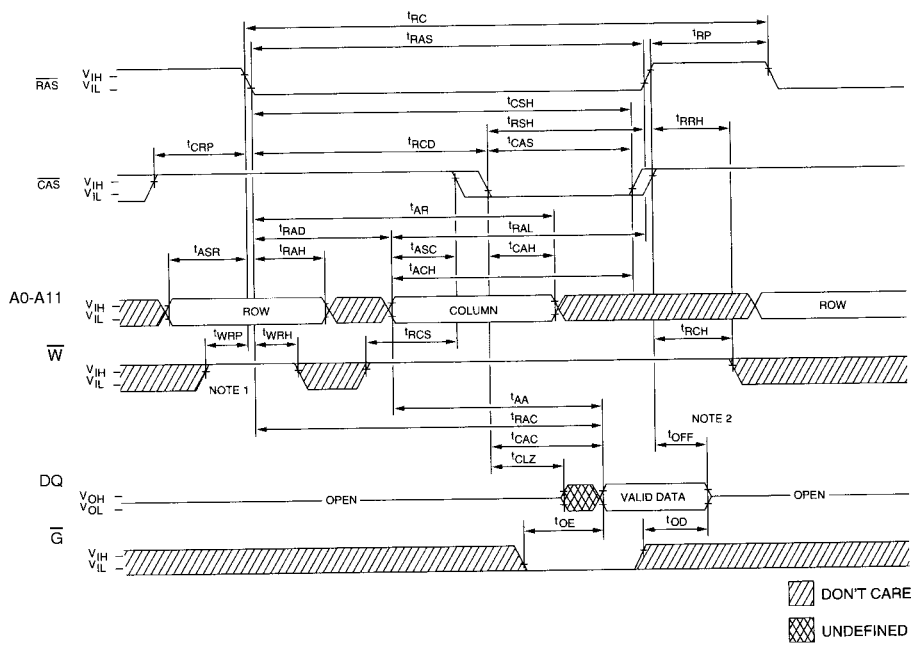 tRC
tRAS
tRP
RAS
VIH
VIL
tCSH
tRSH
tRRH
tCRP
tRCD
tCAS
CAS
VIH
VIL
tAR
tRAD
tRAL
tASR
tRAH
tASC
tCAH
tACH
A0-A11
VIH
VIL
ROW
COLUMN
ROW
tWRP
tWRH
tRCS
tRCH
W
VIH
VIL
NOTE 1
tAA
NOTE 2
tRAC
tOFF
tCAC
tCLZ
DQ
VOH
VOL
OPEN
VALID DATA
OPEN
tOE
tOD
G
VIH
VIL
DON'T CARE
UNDEFINED